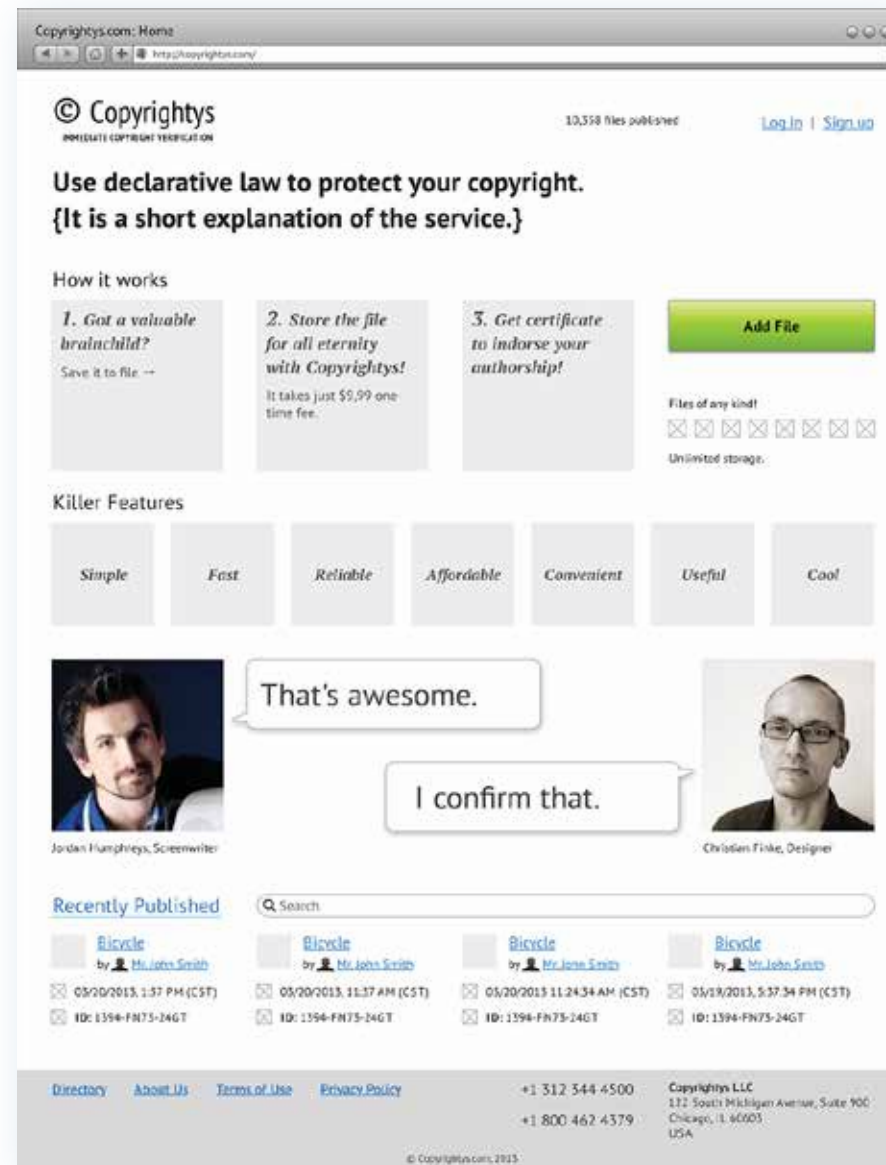 Copyrightys.com: Home
http://copyrightys.com/
© Copyrightys
IMMEDIATE COPYRIGHT VERIFICATION
10,358 files published
Log in | Sign up
Use declarative law to protect your copyright.
{It is a short explanation of the service.}
How it works
1. Got a valuable
brainchild?
Save it to file →
2. Store the file
for all eternity
with Copyrightys!
It takes just $9,99 one
time fee.
3. Get certificate
to indorse your
authorship!
Add File
Files of any kind!
Unlimited storage.
Killer Features
Simple
Fast
Reliable
Affordable
Convenient
Useful
Cool
That's awesome.
I confirm that.
Jordan Humphreys, Screenwriter
Christian Finke, Designer
Recently Published
Search
Bicycle
by Mr. John Smith
03/20/2013, 1:37 PM (CST)
ID: 1394-FN73-24GT
Bicycle
by Mr. John Smith
03/20/2013, 11:37 AM (CST)
ID: 1394-FN73-24GT
Bicycle
by Mr. John Smith
03/20/2013 11:24:34 AM (CST)
ID: 1394-FN73-24GT
Bicycle
by Mr. John Smith
03/19/2013, 5:37:34 PM (CST)
ID: 1394-FN73-24GT
Directory
About Us
Terms of Use
Privacy Policy
+1 312 344 4500
+1 800 462 4379
Copyrightys LLC
122 South Michigan Avenue, Suite 900
Chicago, IL 60603
USA
© Copyrightys.com, 2013